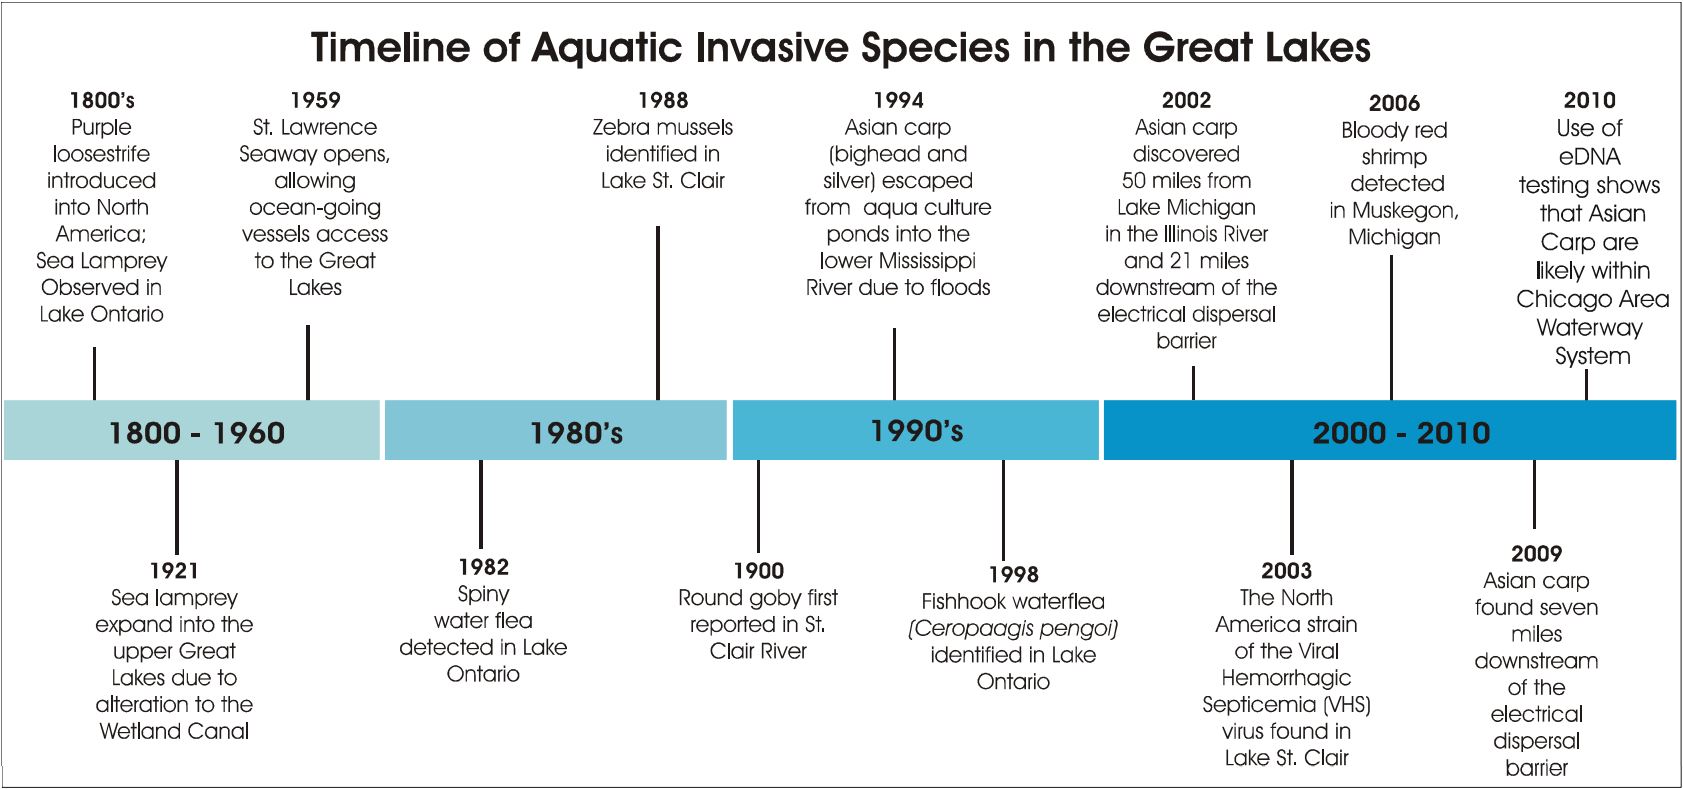 Timeline of Aquatic Invasive Species in the Great Lakes
1800's
Purple
loosestrife
introduced
into North
America;
Sea Lamprey
Observed in
Lake Ontario
1959
St. Lawrence
Seaway opens,
allowing
ocean-going
vessels access
to the Great
Lakes
1988
Zebra mussels
identified in
Lake St. Clair
1994
Asian carp
(bighead and
silver) escaped
from aqua culture
ponds into the
lower Mississippi
River due to floods
2002
Asian carp
discovered
50 miles from
Lake Michigan
in the Illinois River
and 21 miles
downstream of the
electrical dispersal
barrier
2006
Bloody red
shrimp
detected
in Muskegon,
Michigan
2010
Use of
eDNA
testing shows
that Asian
Carp are
likely within
Chicago Area
Waterway
System
1800 - 1960
1980's
1990's
2000 - 2010
1921
Sea lamprey
expand into the
upper Great
Lakes due to
alteration to the
Wetland Canal
1982
Spiny
water flea
detected in Lake
Ontario
1900
Round goby first
reported in St.
Clair River
1998
Fishhook waterflea
(Ceropaagis pengoi)
identified in Lake
Ontario
2003
The North
America strain
of the Viral
Hemorrhagic
Septicemia (VHS)
virus found in
Lake St. Clair
2009
Asian carp
found seven
miles
downstream
of the
electrical
dispersal
barrier